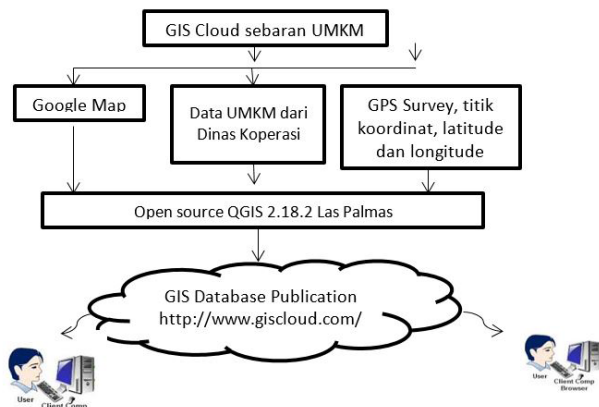 GIS Cloud sebaran UMKM
Google Map
Data UMKM dari
Dinas Koperasi
GPS Survey, titik
koordinat, latitude
dan longitude
Open source QGIS 2.18.2 Las Palmas
GIS Database Publication
http://www.giscloud.com/
User
Client Comp
User
Client Comp
Browser